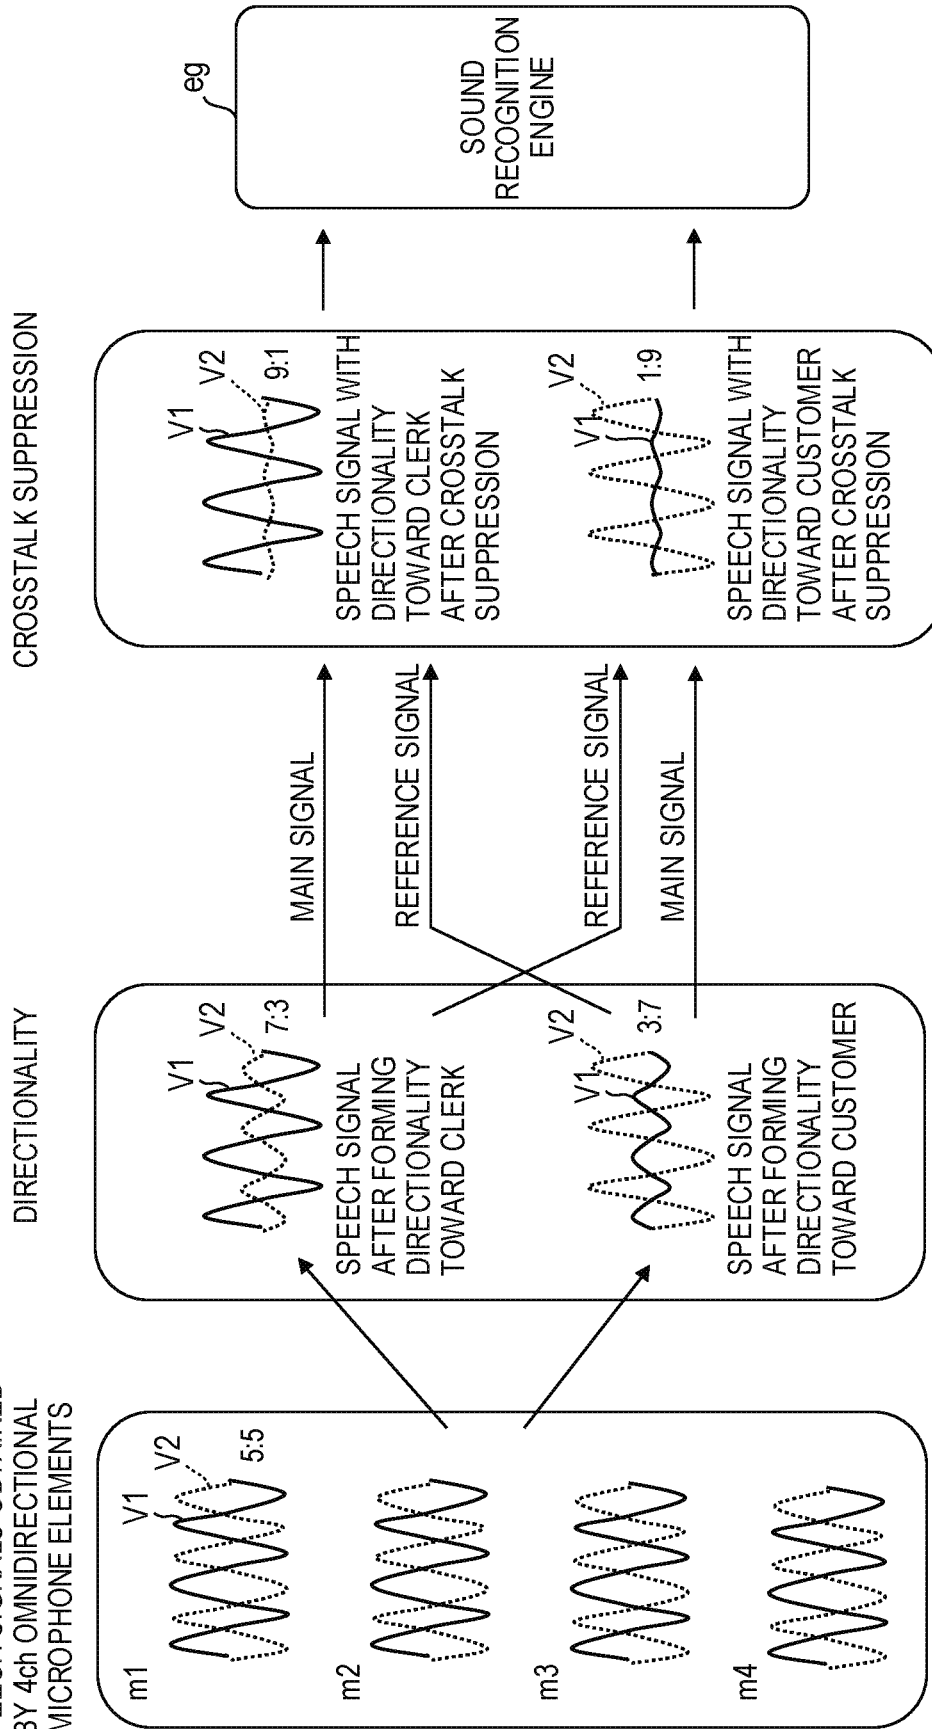 BY 4ch OMNIDIRECTIONAL
MICROPHONE ELEMENTS
m1
V1
V2
5:5
m2
m3
m4
DIRECTIONALITY
V1
V2
7:3
SPEECH SIGNAL
AFTER FORMING
DIRECTIONALITY
TOWARD CLERK
V1
V2
3:7
SPEECH SIGNAL
AFTER FORMING
DIRECTIONALITY
TOWARD CUSTOMER
MAIN SIGNAL
REFERENCE SIGNAL
REFERENCE SIGNAL
MAIN SIGNAL
CROSSTALK SUPPRESSION
V1
V2
9:1
SPEECH SIGNAL WITH
DIRECTIONALITY
TOWARD CLERK
AFTER CROSSTALK
SUPPRESSION
V1
V2
1:9
SPEECH SIGNAL WITH
DIRECTIONALITY
TOWARD CUSTOMER
AFTER CROSSTALK
SUPPRESSION
eg
SOUND
RECOGNITION
ENGINE